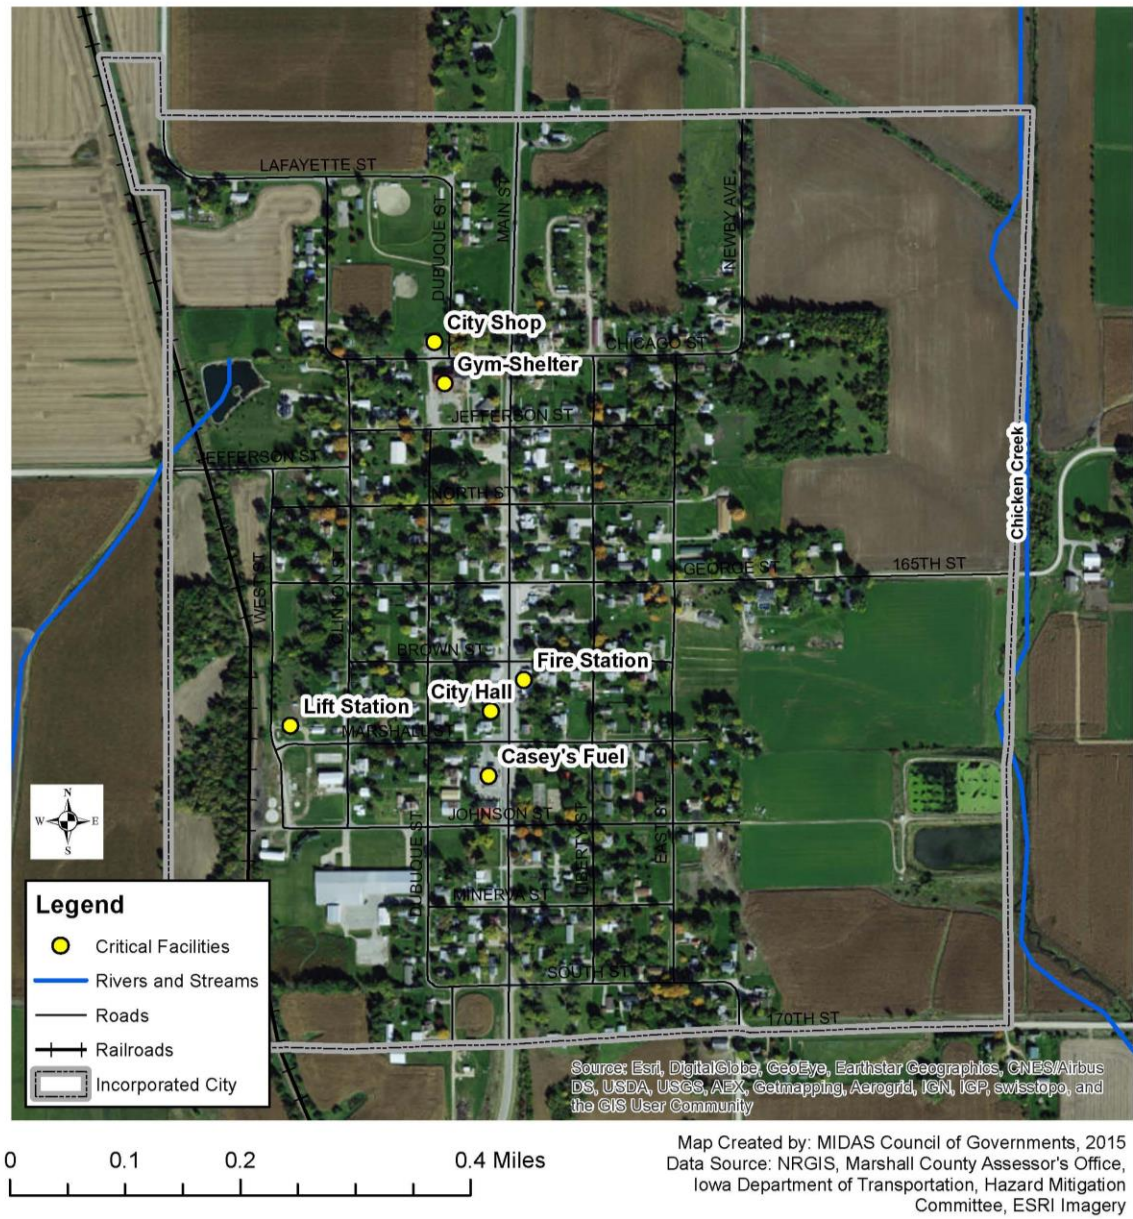 LAFAYETTE ST
DUBUQUE ST
MAIN ST
NEWBY AVE
City Shop
CHICAGO ST
Gym-Shelter
JEFFERSON ST
JEFFERSON ST
Chicken Creek
NORTH ST
GEORGE ST
165TH ST
WEST ST
CLINTON ST
BROWN ST
Fire Station
City Hall
Lift Station
MARSHALL ST
Casey's Fuel
JOHNSON ST
DUBUQUE ST
LIBERTY ST
EAST ST
MINERVA ST
SOUTH ST
170TH ST
N
W E
S
Legend
Critical Facilities
Rivers and Streams
Roads
Railroads
Incorporated City
Source: Esri, DigitalGlobe, GeoEye, Earthstar Geographics, CNES/Airbus
DS, USDA, USGS, AEX, Getmapping, Aerogrid, IGN, IGP, swisstopo, and
the GIS User Community
0 0.1 0.2 0.4 Miles
Map Created by: MIDAS Council of Governments, 2015
Data Source: NRGIS, Marshall County Assessor's Office,
Iowa Department of Transportation, Hazard Mitigation
Committee, ESRI Imagery